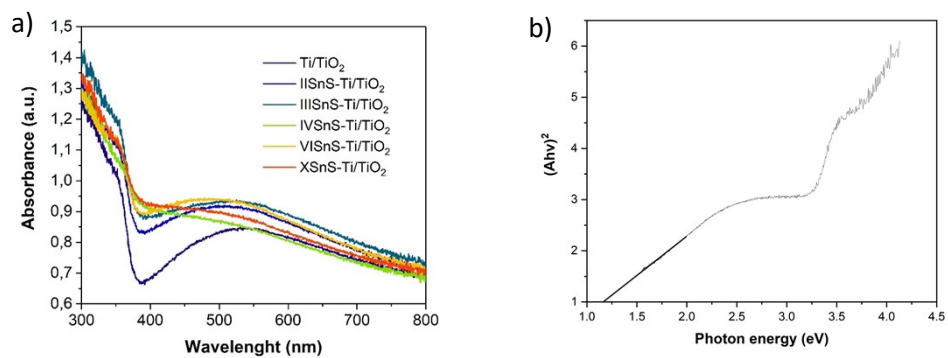 a)
Absorbance (a.u.)
1,5
1,4
1,3
1,2
1,1
1,0
0,9
0,8
0,7
0,6
300
400
500
600
700
800
Wavelenght (nm)
Ti/TiO₂
IISnS-Ti/TiO₂
IIISnS-Ti/TiO₂
IVSnS-Ti/TiO₂
VISnS-Ti/TiO₂
XSnS-Ti/TiO₂
b)
(Ahν)²
6
5
4
3
2
1
1.0
1.5
2.0
2.5
3.0
3.5
4.0
4.5
Photon energy (eV)